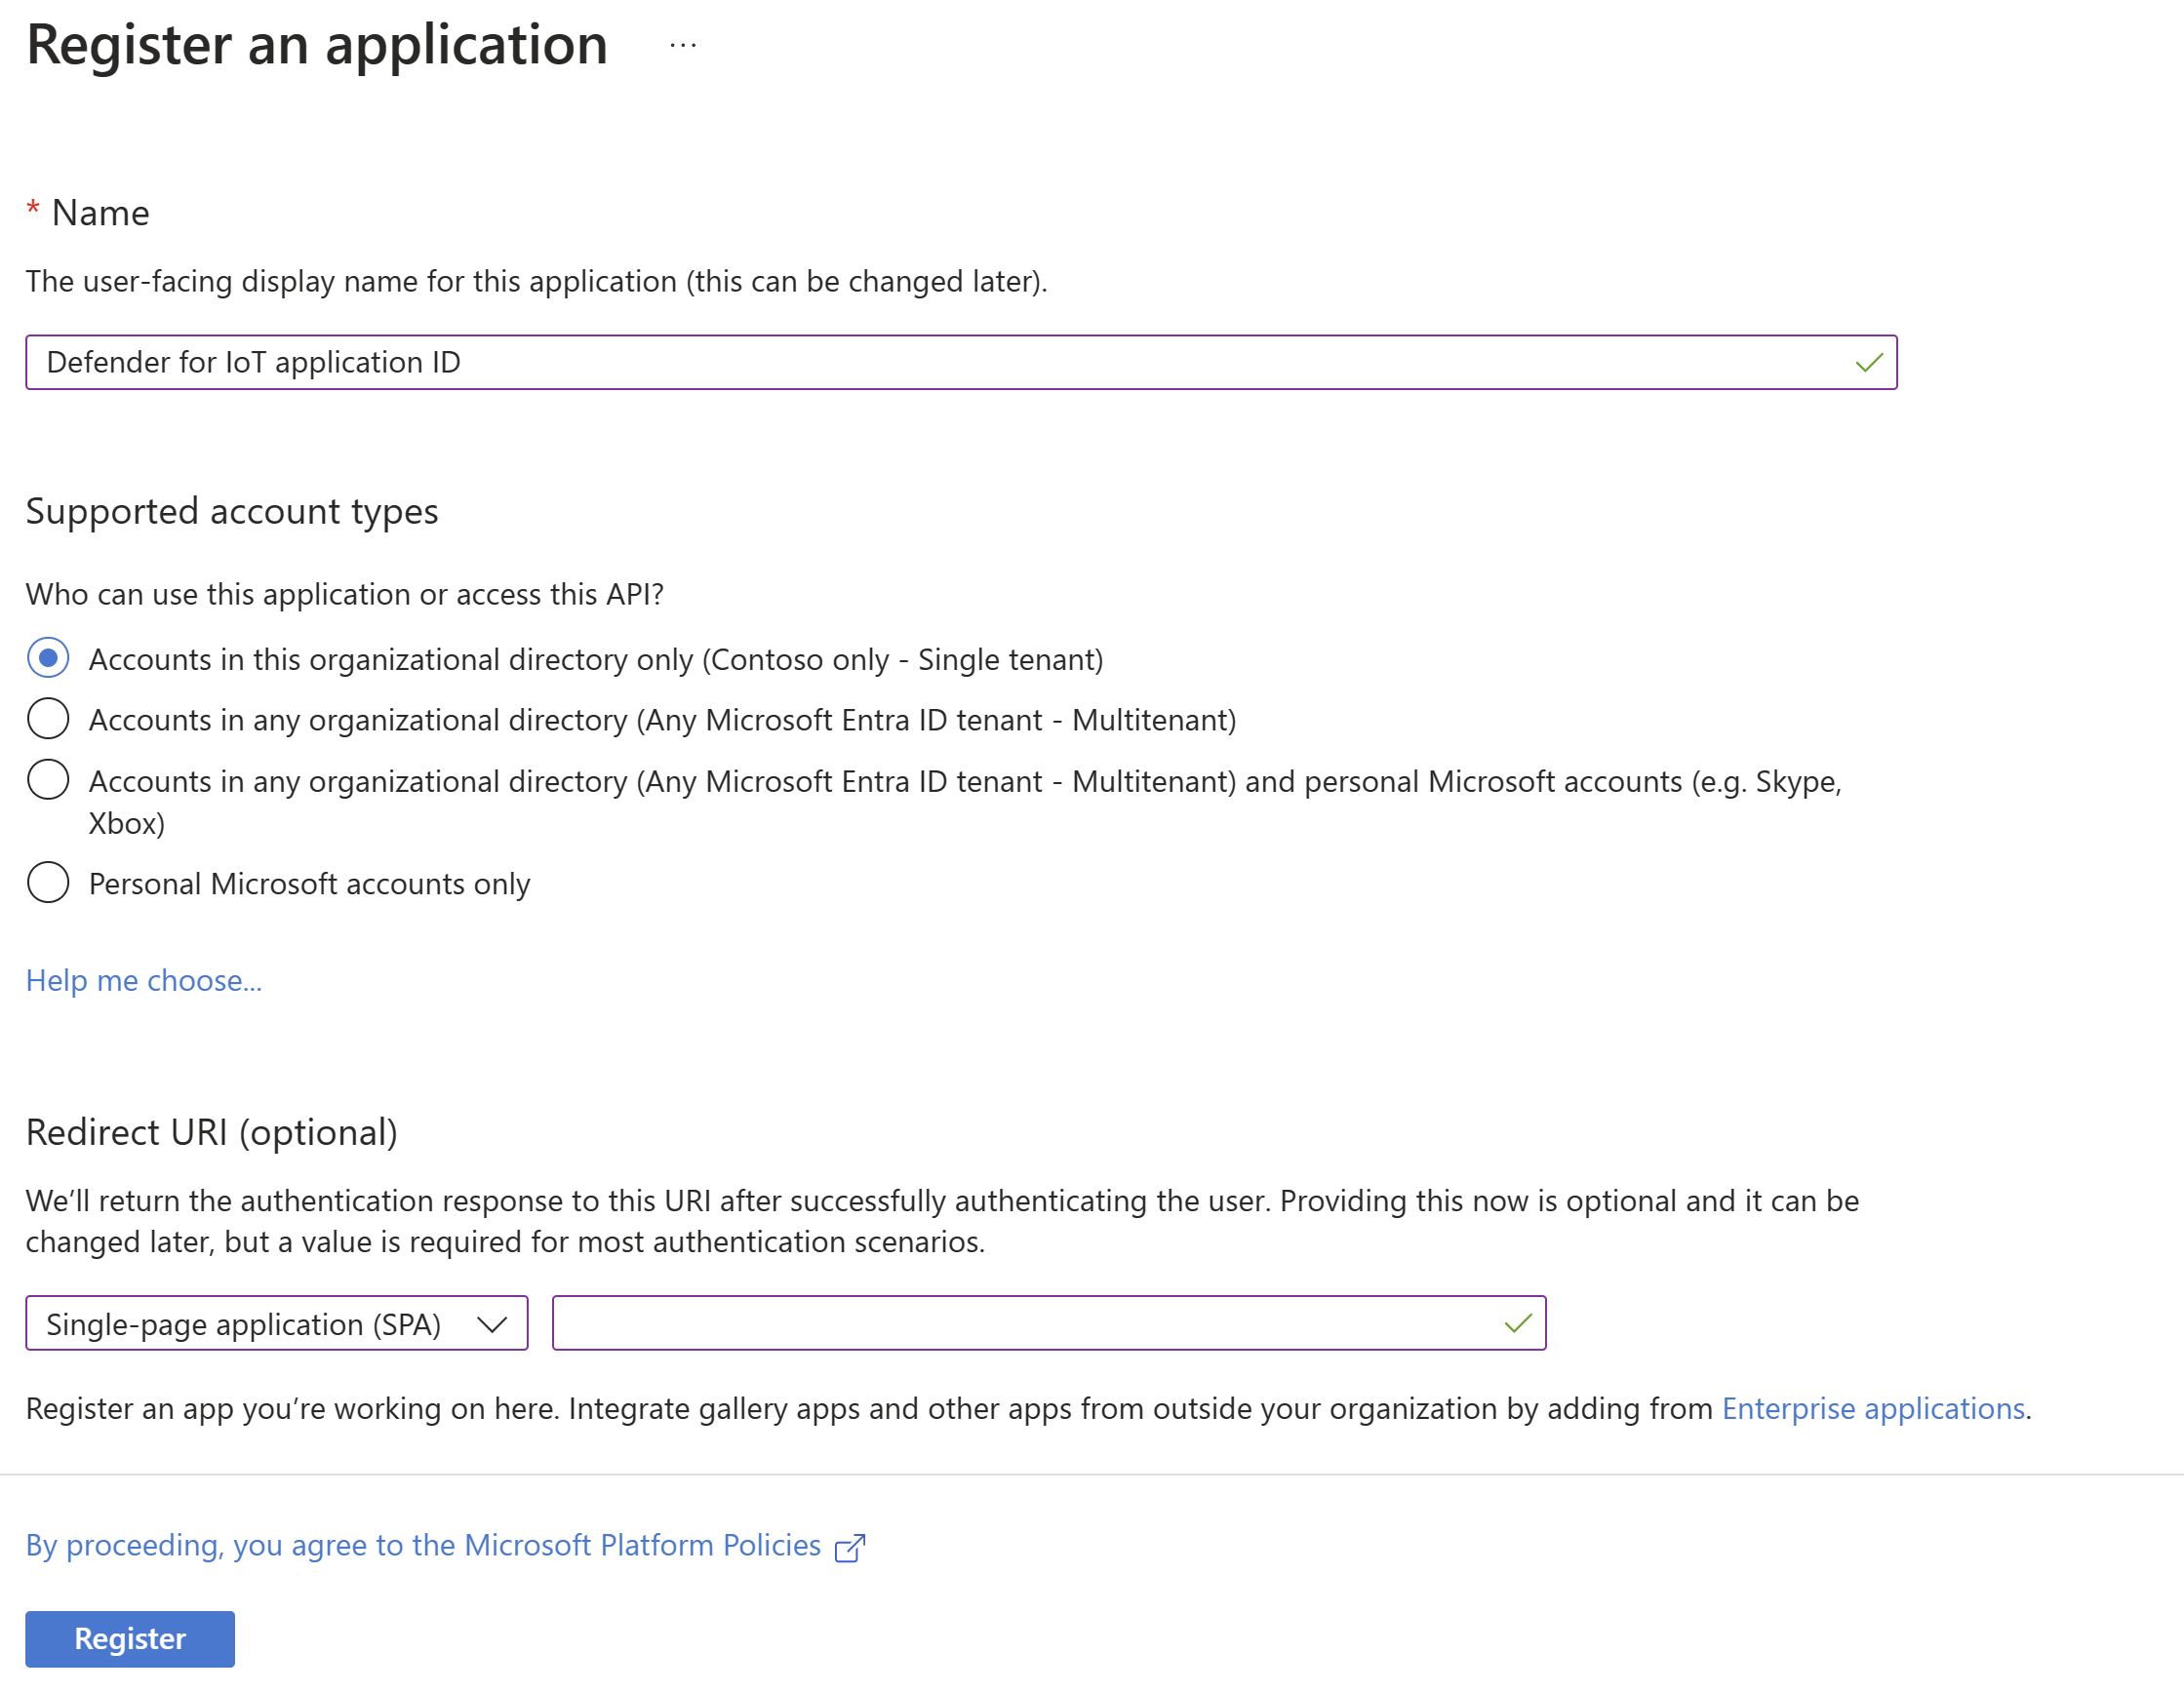 Register an application ...
* Name
The user-facing display name for this application (this can be changed later).
Defender for IoT application ID
Supported account types
Who can use this application or access this API?
Accounts in this organizational directory only (Contoso only - Single tenant)
Accounts in any organizational directory (Any Microsoft Entra ID tenant - Multitenant)
Accounts in any organizational directory (Any Microsoft Entra ID tenant - Multitenant) and personal Microsoft accounts (e.g. Skype,
Xbox)
Personal Microsoft accounts only
Help me choose...
Redirect URI (optional)
We’ll return the authentication response to this URI after successfully authenticating the user. Providing this now is optional and it can be
changed later, but a value is required for most authentication scenarios.
Single-page application (SPA)
Register an app you’re working on here. Integrate gallery apps and other apps from outside your organization by adding from Enterprise applications.
By proceeding, you agree to the Microsoft Platform Policies
Register